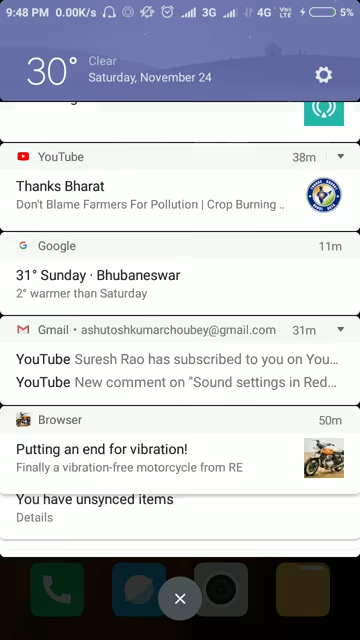 9:48 PM 0.00K/s 3G 4G VoLTE 5%
30° Clear
Saturday, November 24
YouTube 38m
Thanks Bharat
Don't Blame Farmers For Pollution | Crop Burning ..
Google 11m
31° Sunday · Bhubaneswar
2° warmer than Saturday
Gmail • ashutoshkumarchoubey@gmail.com 31m
YouTube Suresh Rao has subscribed to you on You...
YouTube New comment on "Sound settings in Red...
Browser 50m
Putting an end for vibration!
Finally a vibration-free motorcycle from RE
You have unsynced items
Details